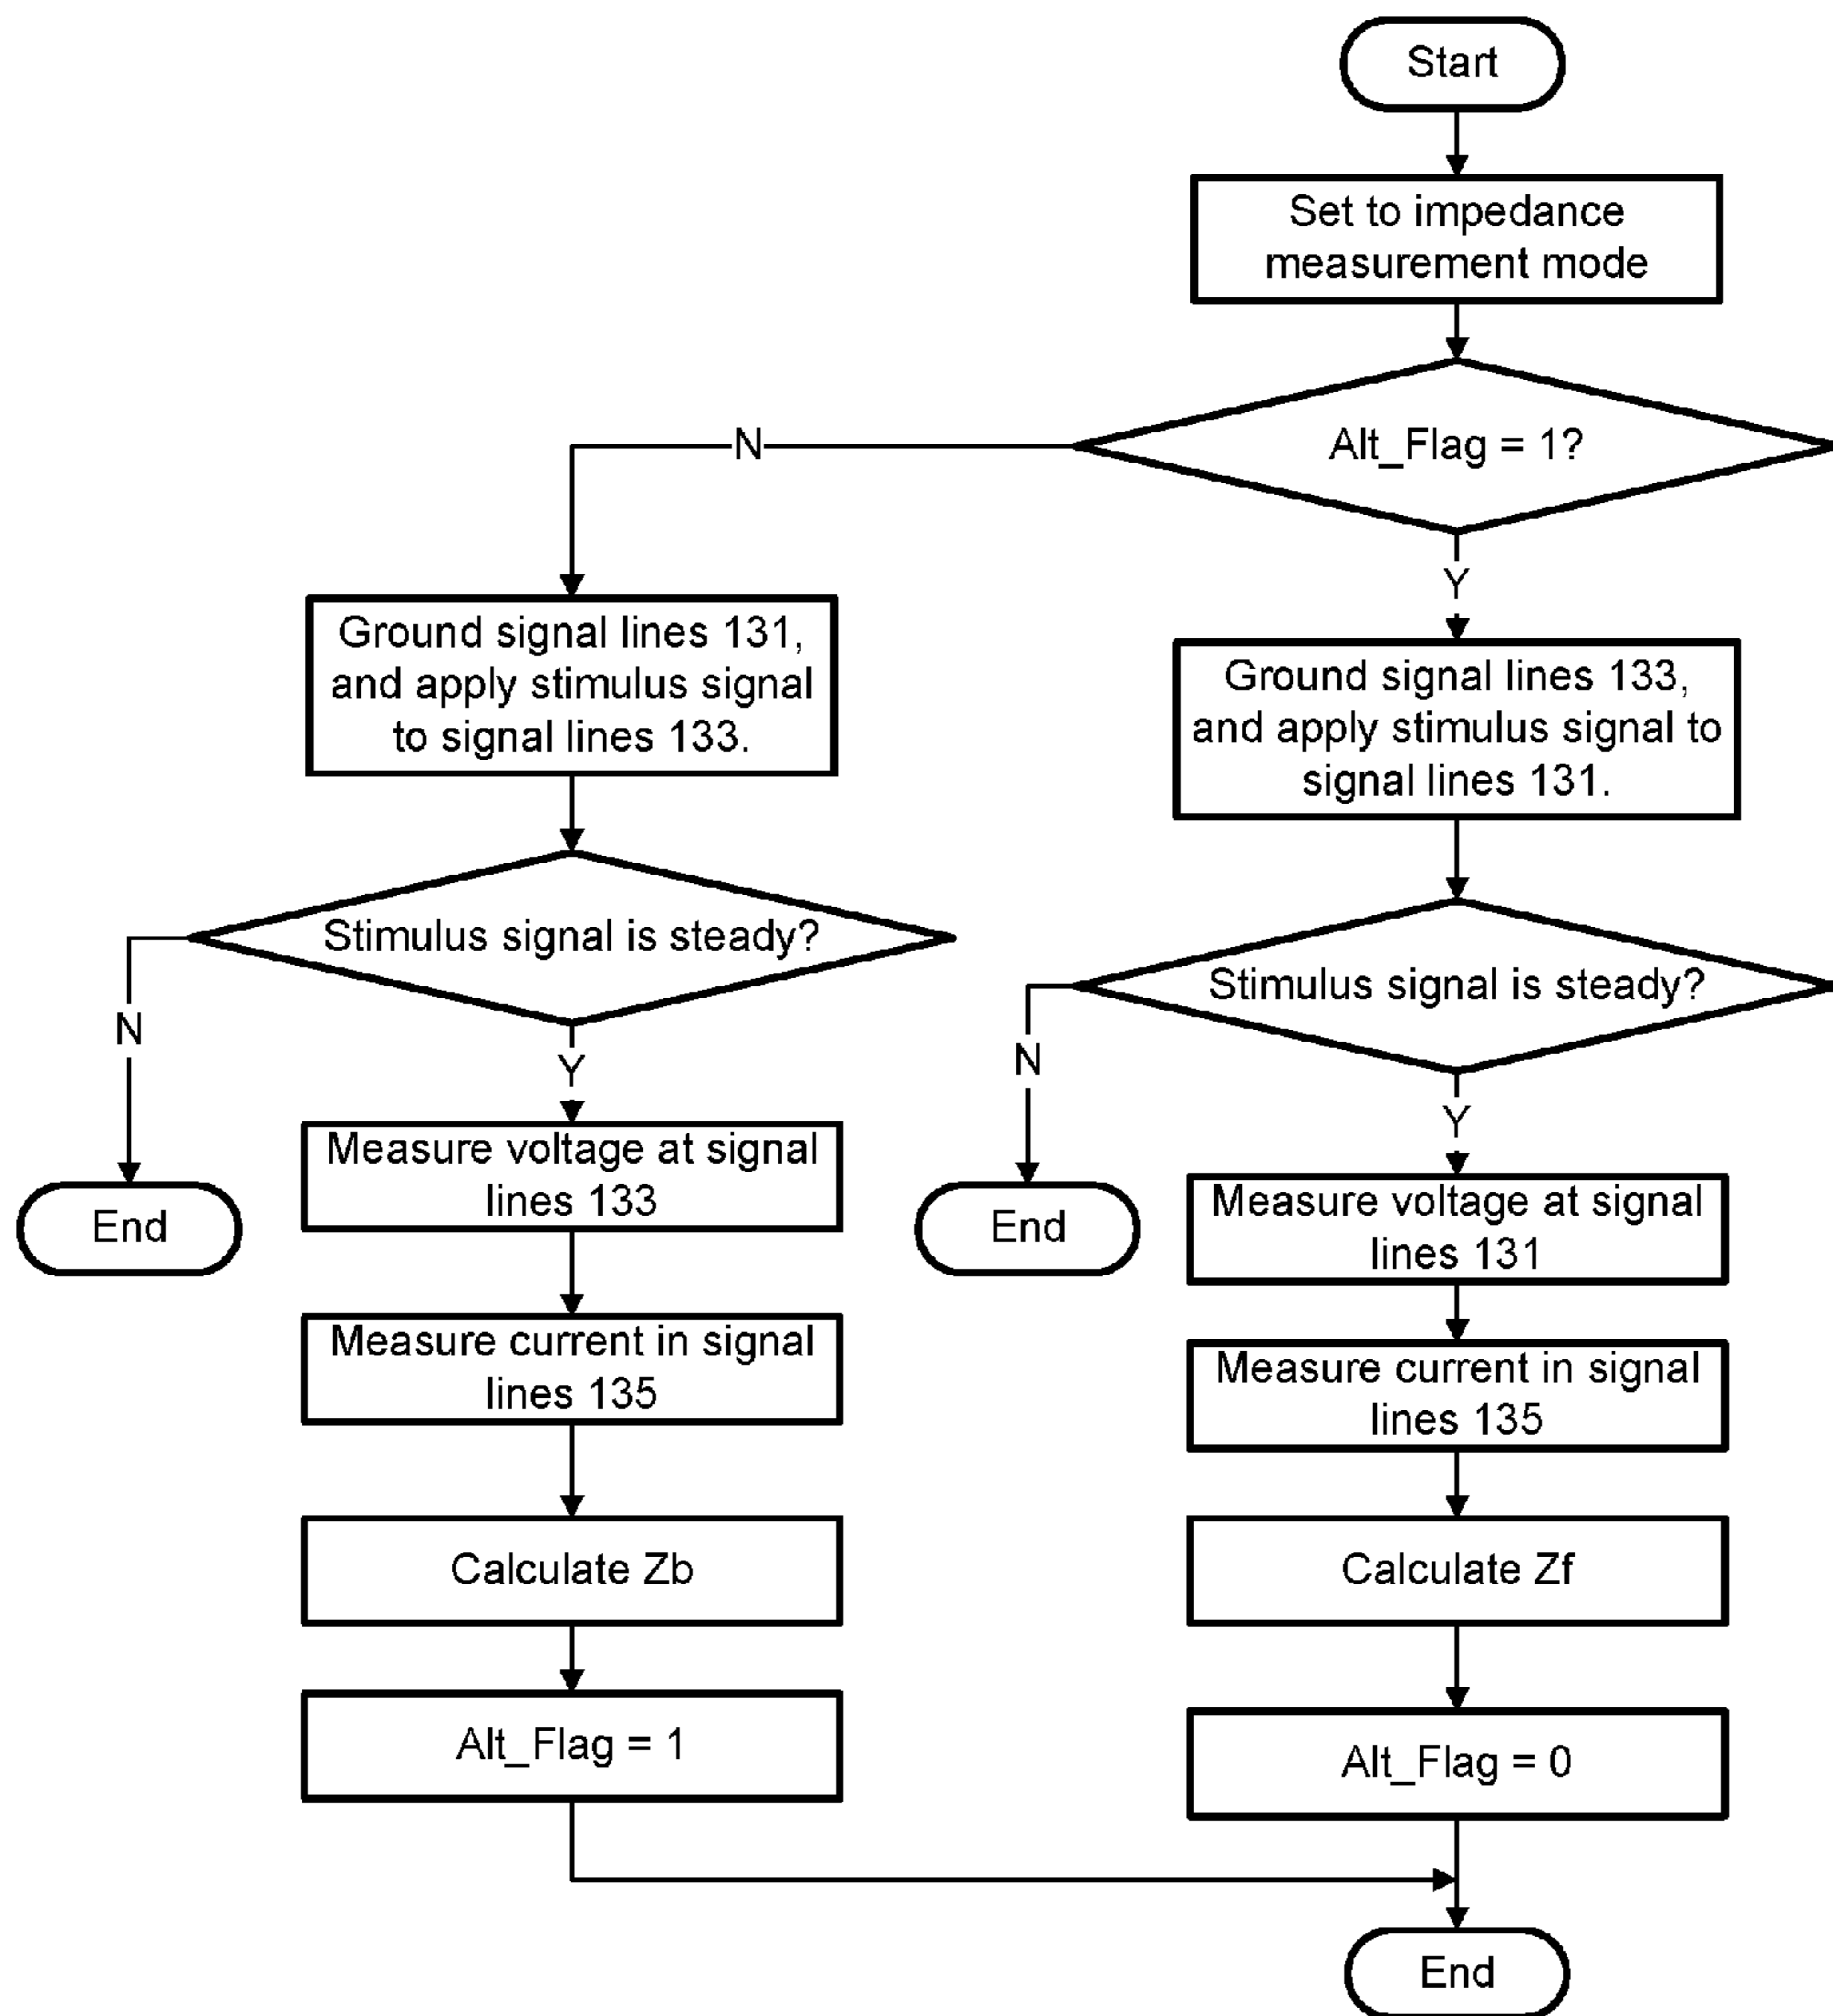 Start
Set to impedance
measurement mode
Alt_Flag = 1?
N
Y
Ground signal lines 131,
and apply stimulus signal
to signal lines 133.
Stimulus signal is steady?
N
Y
End
Measure voltage at signal
lines 133
Measure current in signal
lines 135
Calculate Zb
Alt_Flag = 1
Ground signal lines 133,
and apply stimulus signal to
signal lines 131.
Stimulus signal is steady?
N
Y
End
Measure voltage at signal
lines 131
Measure current in signal
lines 135
Calculate Zf
Alt_Flag = 0
End